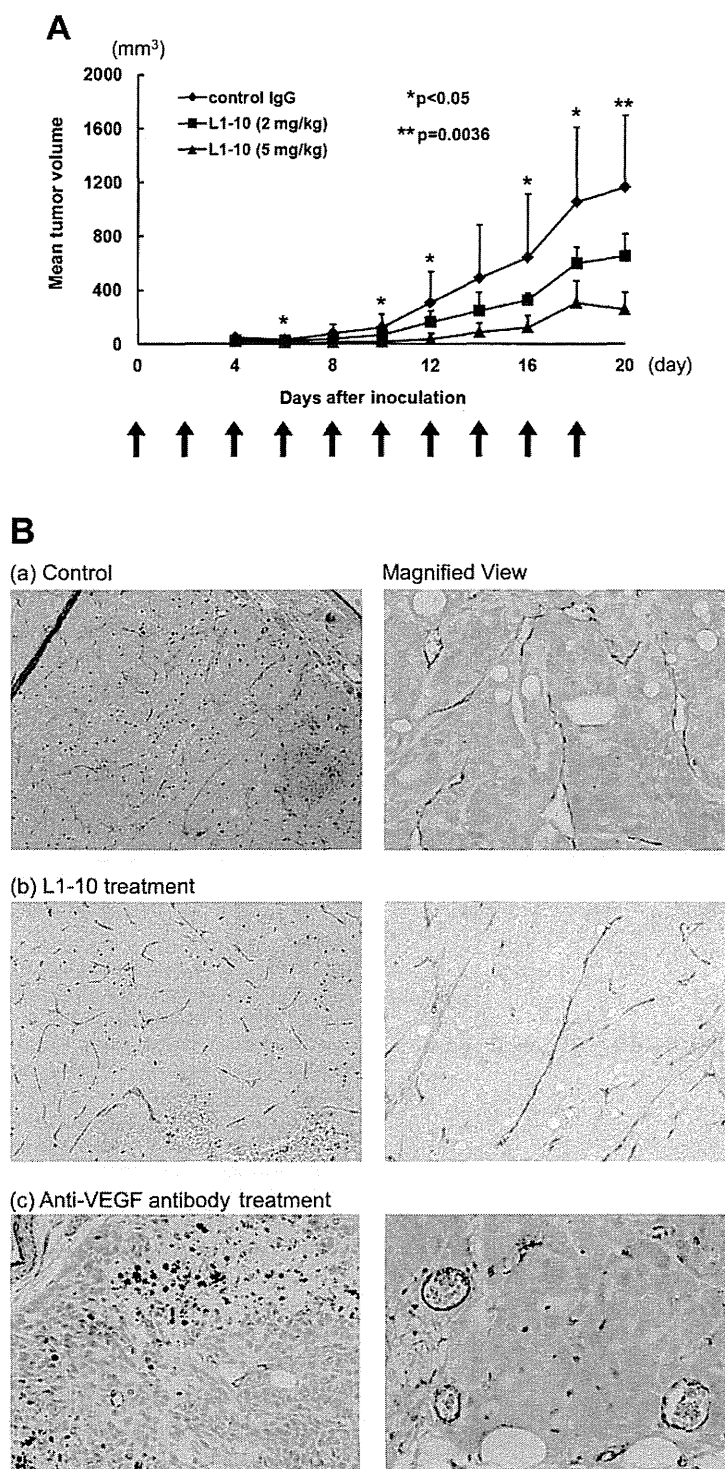 A
(mm³)
2000
1600
1200
800
400
0
Mean tumor volume
control IgG
L1-10 (2 mg/kg)
L1-10 (5 mg/kg)
*p<0.05
**p=0.0036
*
*
*
*
*
**
0 4 8 12 16 20 (day)
Days after inoculation
B
(a) Control
Magnified View
(b) L1-10 treatment
(c) Anti-VEGF antibody treatment